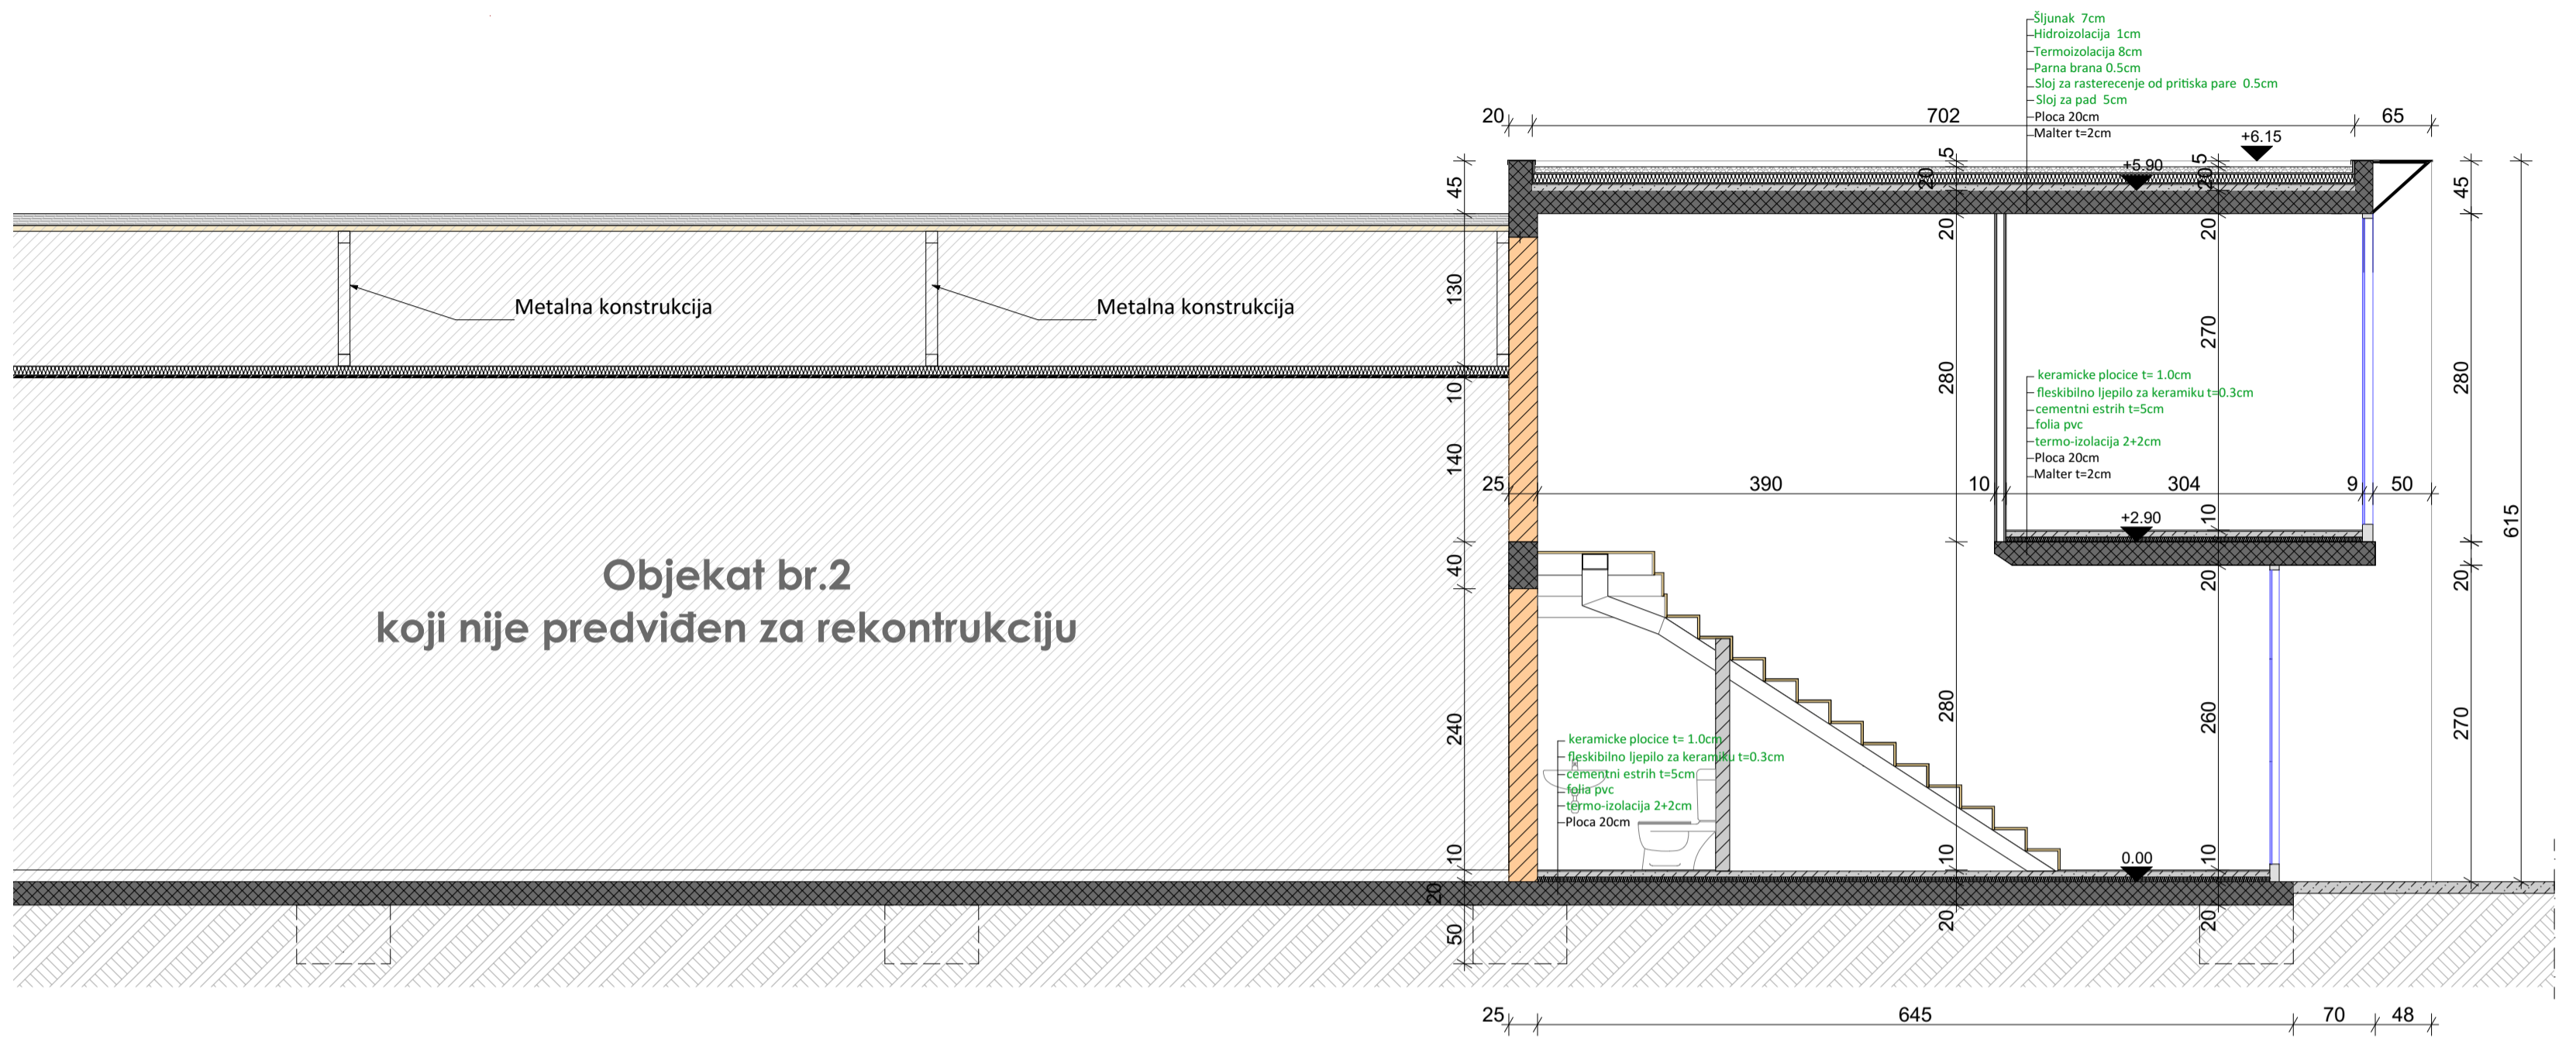 Šljunak 7cm
Hidroizolacija 1cm
Termoizolacija 8cm
Parna brana 0.5cm
Sloj za rasterecenje od pritiska pare 0.5cm
Sloj za pad 5cm
Ploca 20cm
Malter t=2cm
20
702
65
+6.15
+5.90
5
20
5
20
45
45
20
20
Metalna konstrukcija
Metalna konstrukcija
130
270
280
280
10
140
keramicke plocice t= 1.0cm
fleskibilno ljepilo za keramiku t=0.3cm
cementni estrih t=5cm
folia pvc
termo-izolacija 2+2cm
Ploca 20cm
Malter t=2cm
25
390
10
304
9
50
+2.90
10
615
40
20
20
Objekat br.2
koji nije predviđen za rekontrukciju
240
280
260
270
keramicke plocice t= 1.0cm
fleskibilno ljepilo za keramiku t=0.3cm
cementni estrih t=5cm
folia pvc
termo-izolacija 2+2cm
Ploca 20cm
10
10
0.00
10
20
50
20
20
25
645
70
48